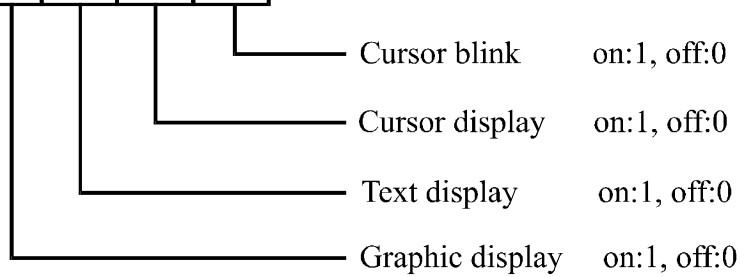 Cursor blink on:1, off:0
Cursor display on:1, off:0
Text display on:1, off:0
Graphic display on:1, off:0